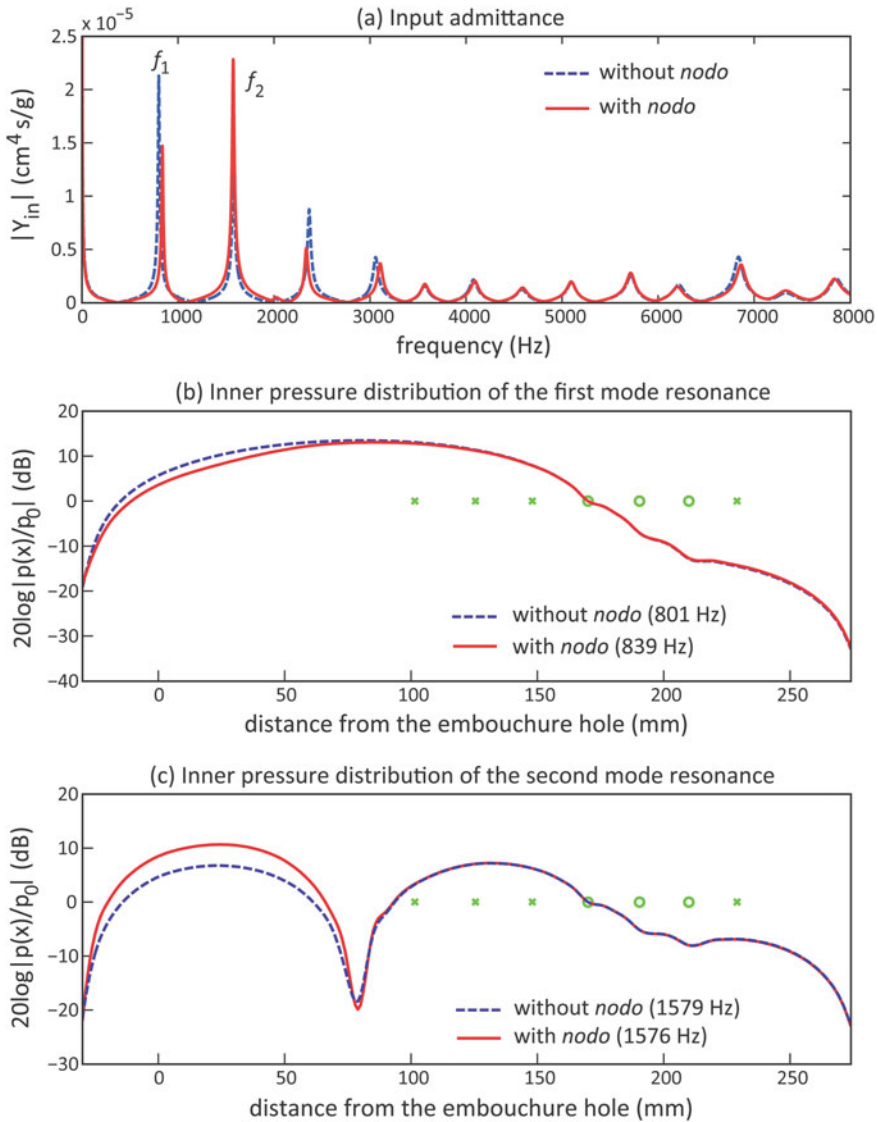 (a) Input admittance
x 10⁻⁵
2.5
2
1.5
1
0.5
0
|Yᵢₙ| (cm⁴ s/g)
f₁
f₂
without nodo
with nodo
0 1000 2000 3000 4000 5000 6000 7000 8000
frequency (Hz)
(b) Inner pressure distribution of the first mode resonance
20
10
0
−10
−20
−30
−40
20log|p(x)/p₀| (dB)
without nodo (801 Hz)
with nodo (839 Hz)
0 50 100 150 200 250
distance from the embouchure hole (mm)
(c) Inner pressure distribution of the second mode resonance
20
10
0
−10
−20
−30
20log|p(x)/p₀| (dB)
without nodo (1579 Hz)
with nodo (1576 Hz)
0 50 100 150 200 250
distance from the embouchure hole (mm)